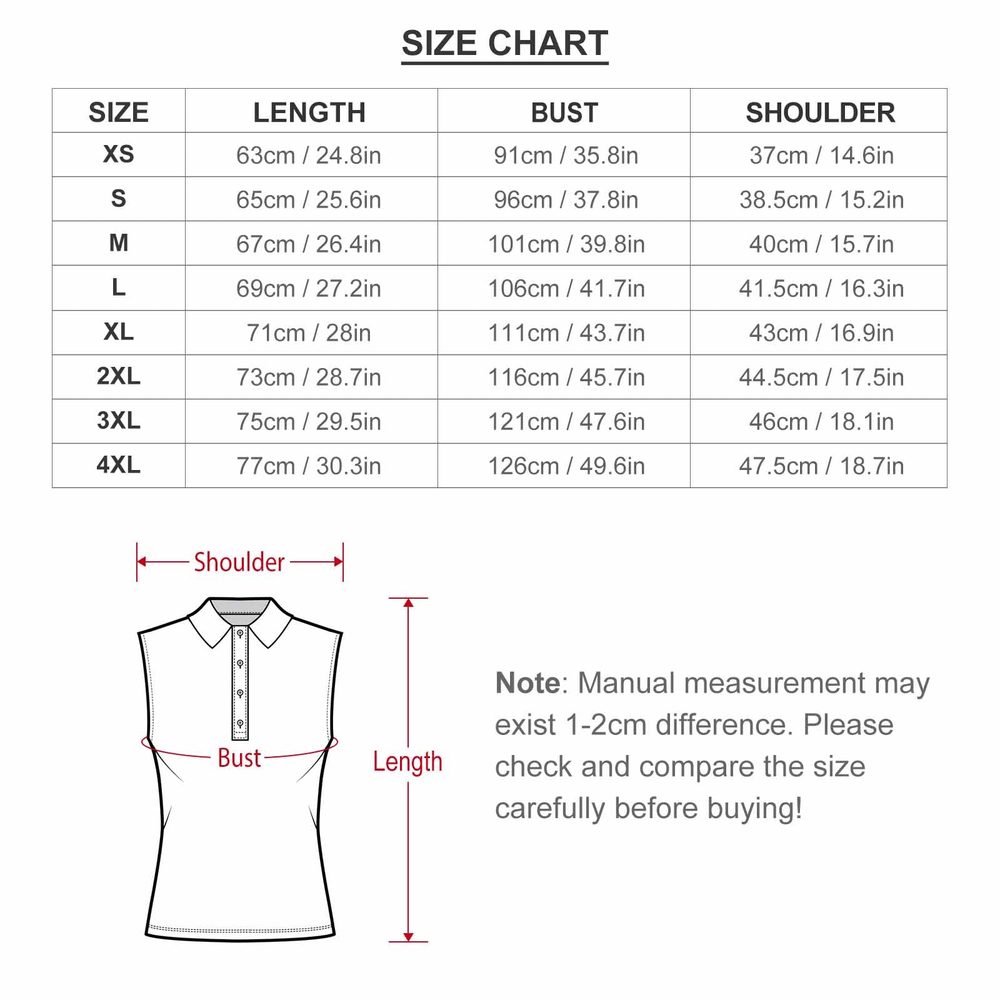 SIZE CHART
SIZE LENGTH BUST SHOULDER
XS 63cm / 24.8in 91cm / 35.8in 37cm / 14.6in
S 65cm / 25.6in 96cm / 37.8in 38.5cm / 15.2in
M 67cm / 26.4in 101cm / 39.8in 40cm / 15.7in
L 69cm / 27.2in 106cm / 41.7in 41.5cm / 16.3in
XL 71cm / 28in 111cm / 43.7in 43cm / 16.9in
2XL 73cm / 28.7in 116cm / 45.7in 44.5cm / 17.5in
3XL 75cm / 29.5in 121cm / 47.6in 46cm / 18.1in
4XL 77cm / 30.3in 126cm / 49.6in 47.5cm / 18.7in
Shoulder
Bust
Length
Note: Manual measurement may
exist 1-2cm difference. Please
check and compare the size
carefully before buying!